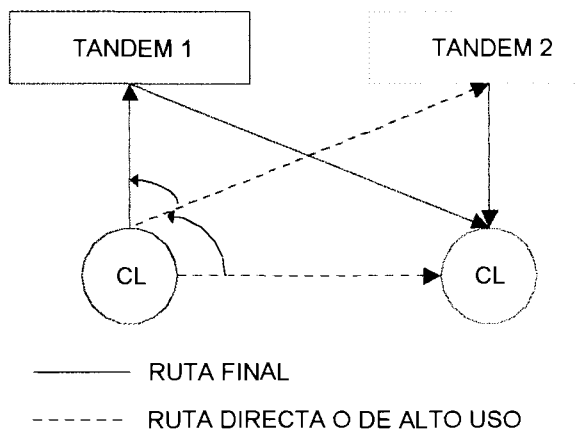 TANDEM 1
TANDEM 2
CL
CL
RUTA FINAL
RUTA DIRECTA O DE ALTO USO